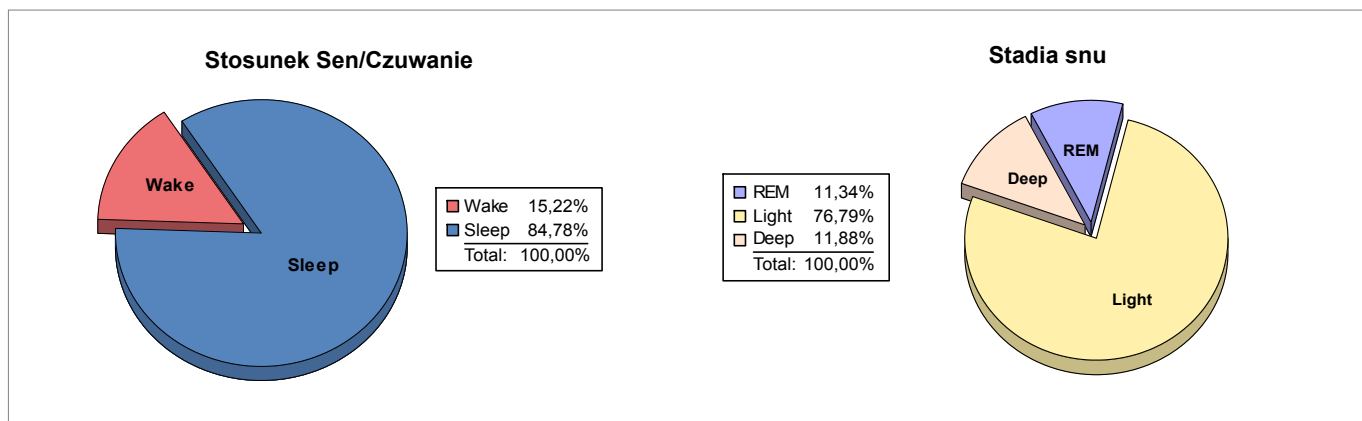 Stosunek Sen/Czuwanie
Wake
Sleep
Wake 15,22%
Sleep 84,78%
Total: 100,00%
Stadia snu
REM
Deep
Light
REM 11,34%
Light 76,79%
Deep 11,88%
Total: 100,00%